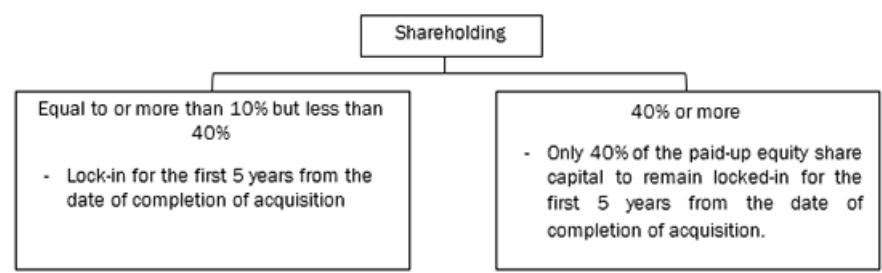 Shareholding
Equal to or more than 10% but less than
40%
- Lock-in for the first 5 years from the
date of completion of acquisition
40% or more
- Only 40% of the paid-up equity share
capital to remain locked-in for the
first 5 years from the date of
completion of acquisition.